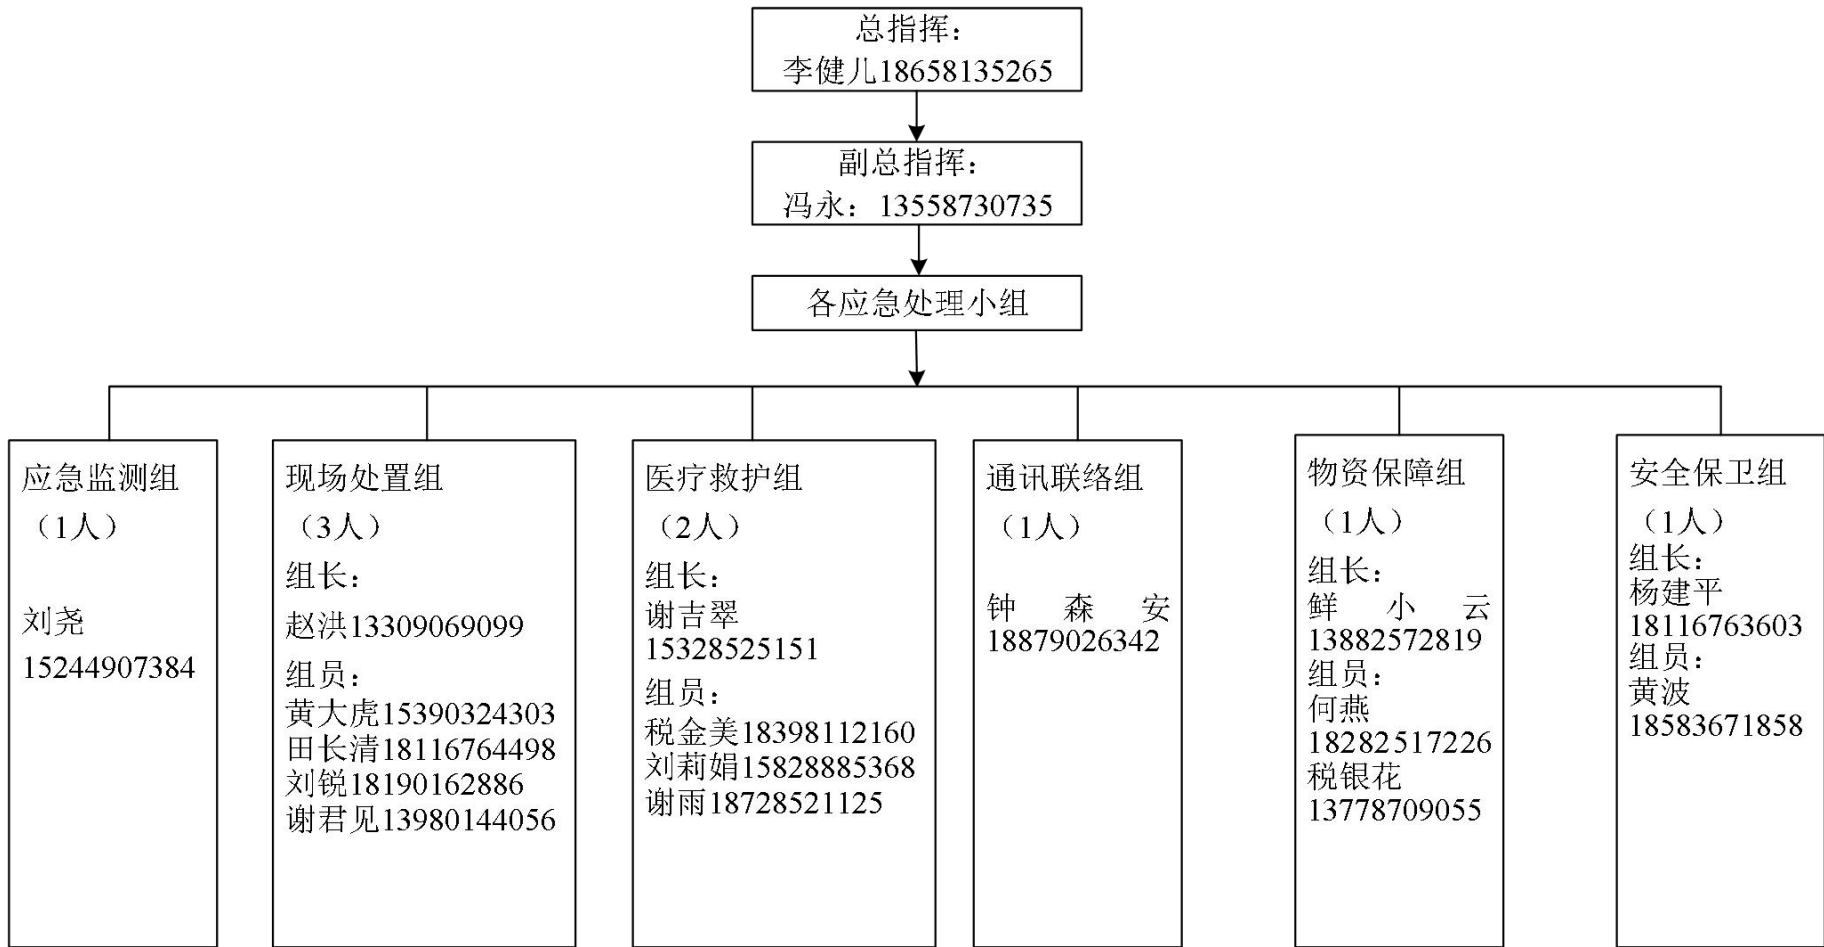 总指挥：
李健儿18658135265
副总指挥：
冯永：13558730735
各应急处理小组
应急监测组
（1人）
刘尧
15244907384
现场处置组
（3人）
组长：
赵洪13309069099
组员：
黄大虎15390324303
田长清18116764498
刘锐18190162886
谢君见13980144056
医疗救护组
（2人）
组长：
谢吉翠
15328525151
组员：
税金美18398112160
刘莉娟15828885368
谢雨18728521125
通讯联络组
（1人）
钟森安
18879026342
物资保障组
（1人）
组长：
鲜小云
13882572819
组员：
何燕
18282517226
税银花
13778709055
安全保卫组
（1人）
组长：
杨建平
18116763603
组员：
黄波
18583671858